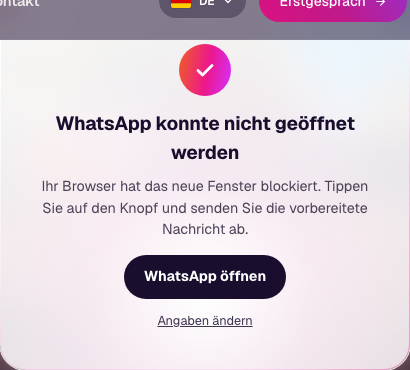 DE
Erstgespräch →
WhatsApp konnte nicht geöffnet
werden
Ihr Browser hat das neue Fenster blockiert. Tippen
Sie auf den Knopf und senden Sie die vorbereitete
Nachricht ab.
WhatsApp öffnen
Angaben ändern